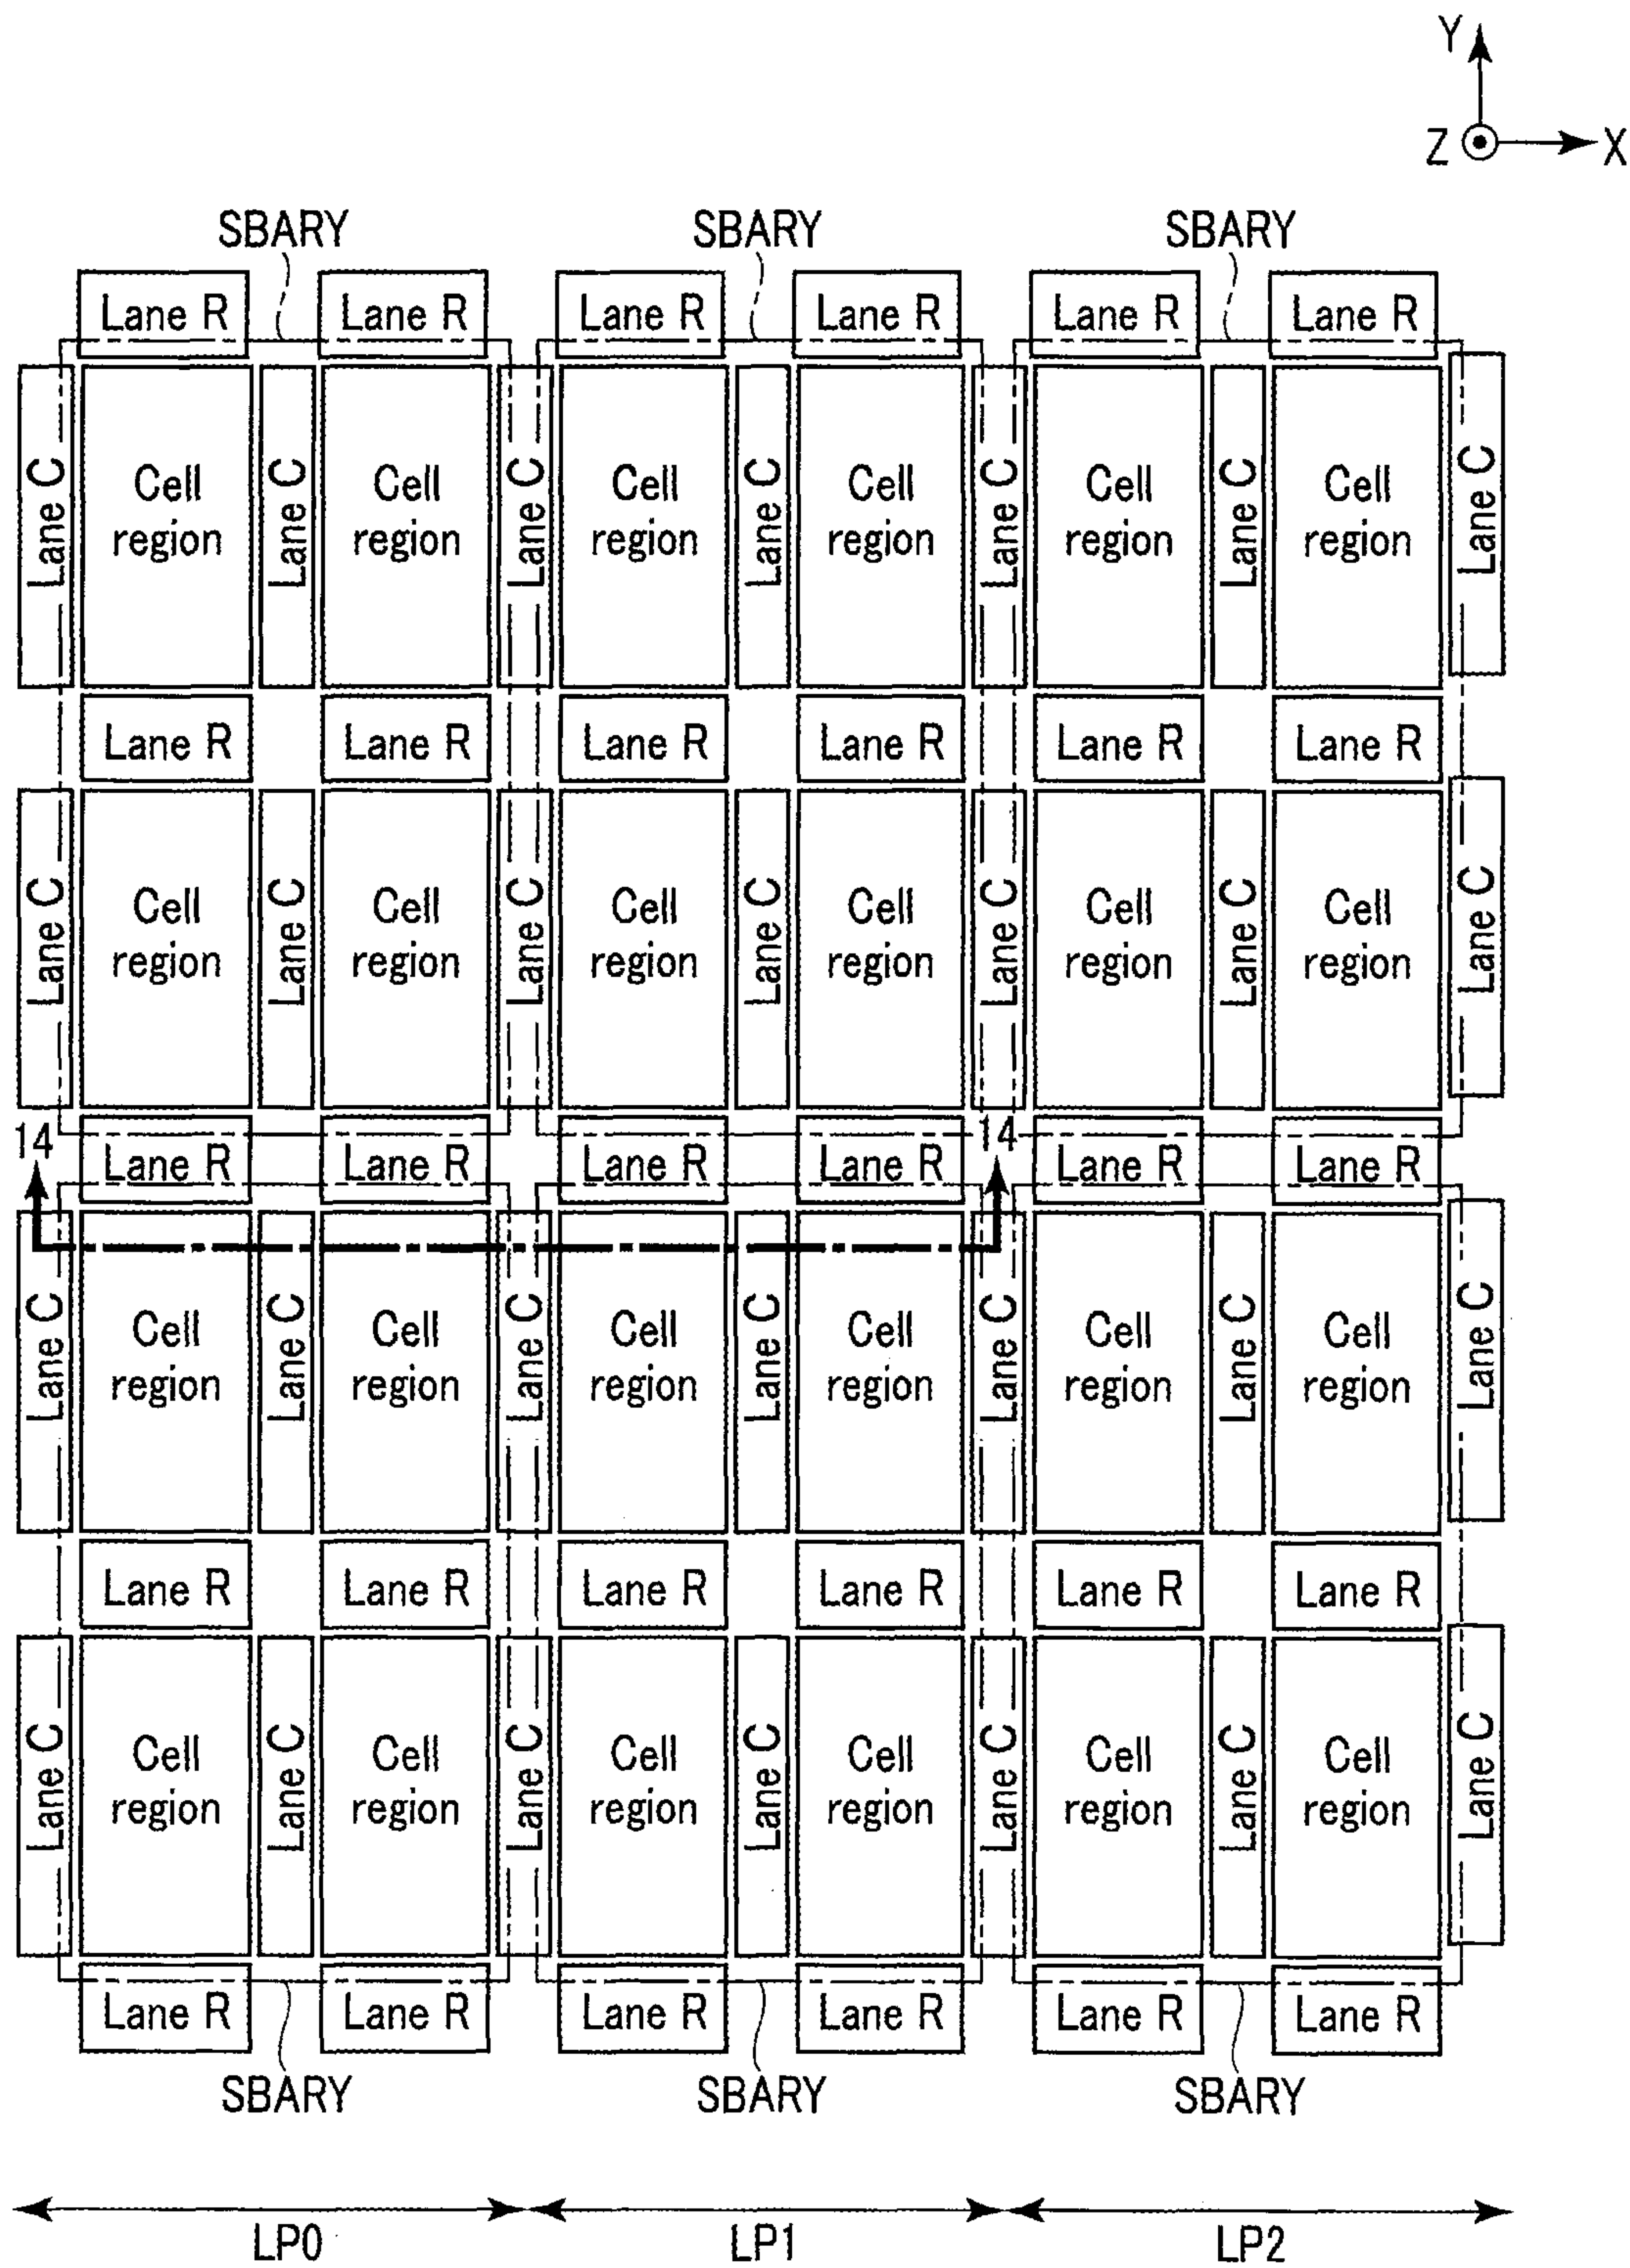 Y
Z X
SBARY SBARY SBARY
Lane R Lane R Lane R Lane R Lane R Lane R
Lane C Cell region Lane C Cell region Lane C Cell region Lane C Cell region Lane C Cell region Lane C Cell region Lane C
Lane R Lane R Lane R Lane R Lane R Lane R
Lane C Cell region Lane C Cell region Lane C Cell region Lane C Cell region Lane C Cell region Lane C Cell region Lane C
14 14
Lane R Lane R Lane R Lane R Lane R Lane R
Lane C Cell region Lane C Cell region Lane C Cell region Lane C Cell region Lane C Cell region Lane C Cell region Lane C
Lane R Lane R Lane R Lane R Lane R Lane R
Lane C Cell region Lane C Cell region Lane C Cell region Lane C Cell region Lane C Cell region Lane C Cell region Lane C
Lane R Lane R Lane R Lane R Lane R Lane R
SBARY SBARY SBARY
LP0 LP1 LP2